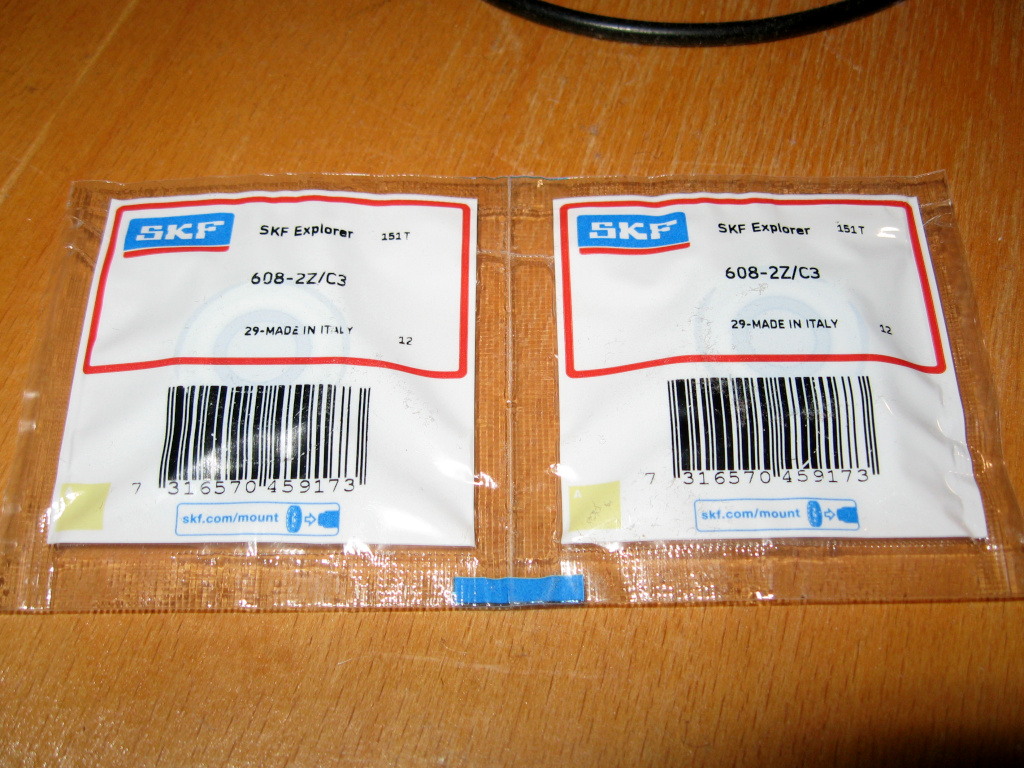 SKF SKF Explorer 151T
608-2Z/C3
29-MADE IN ITALY
12
7 316570 459173
skf.com/mount
SKF SKF Explorer 151T
608-2Z/C3
29-MADE IN ITALY
12
7 316570 459173
skf.com/mount